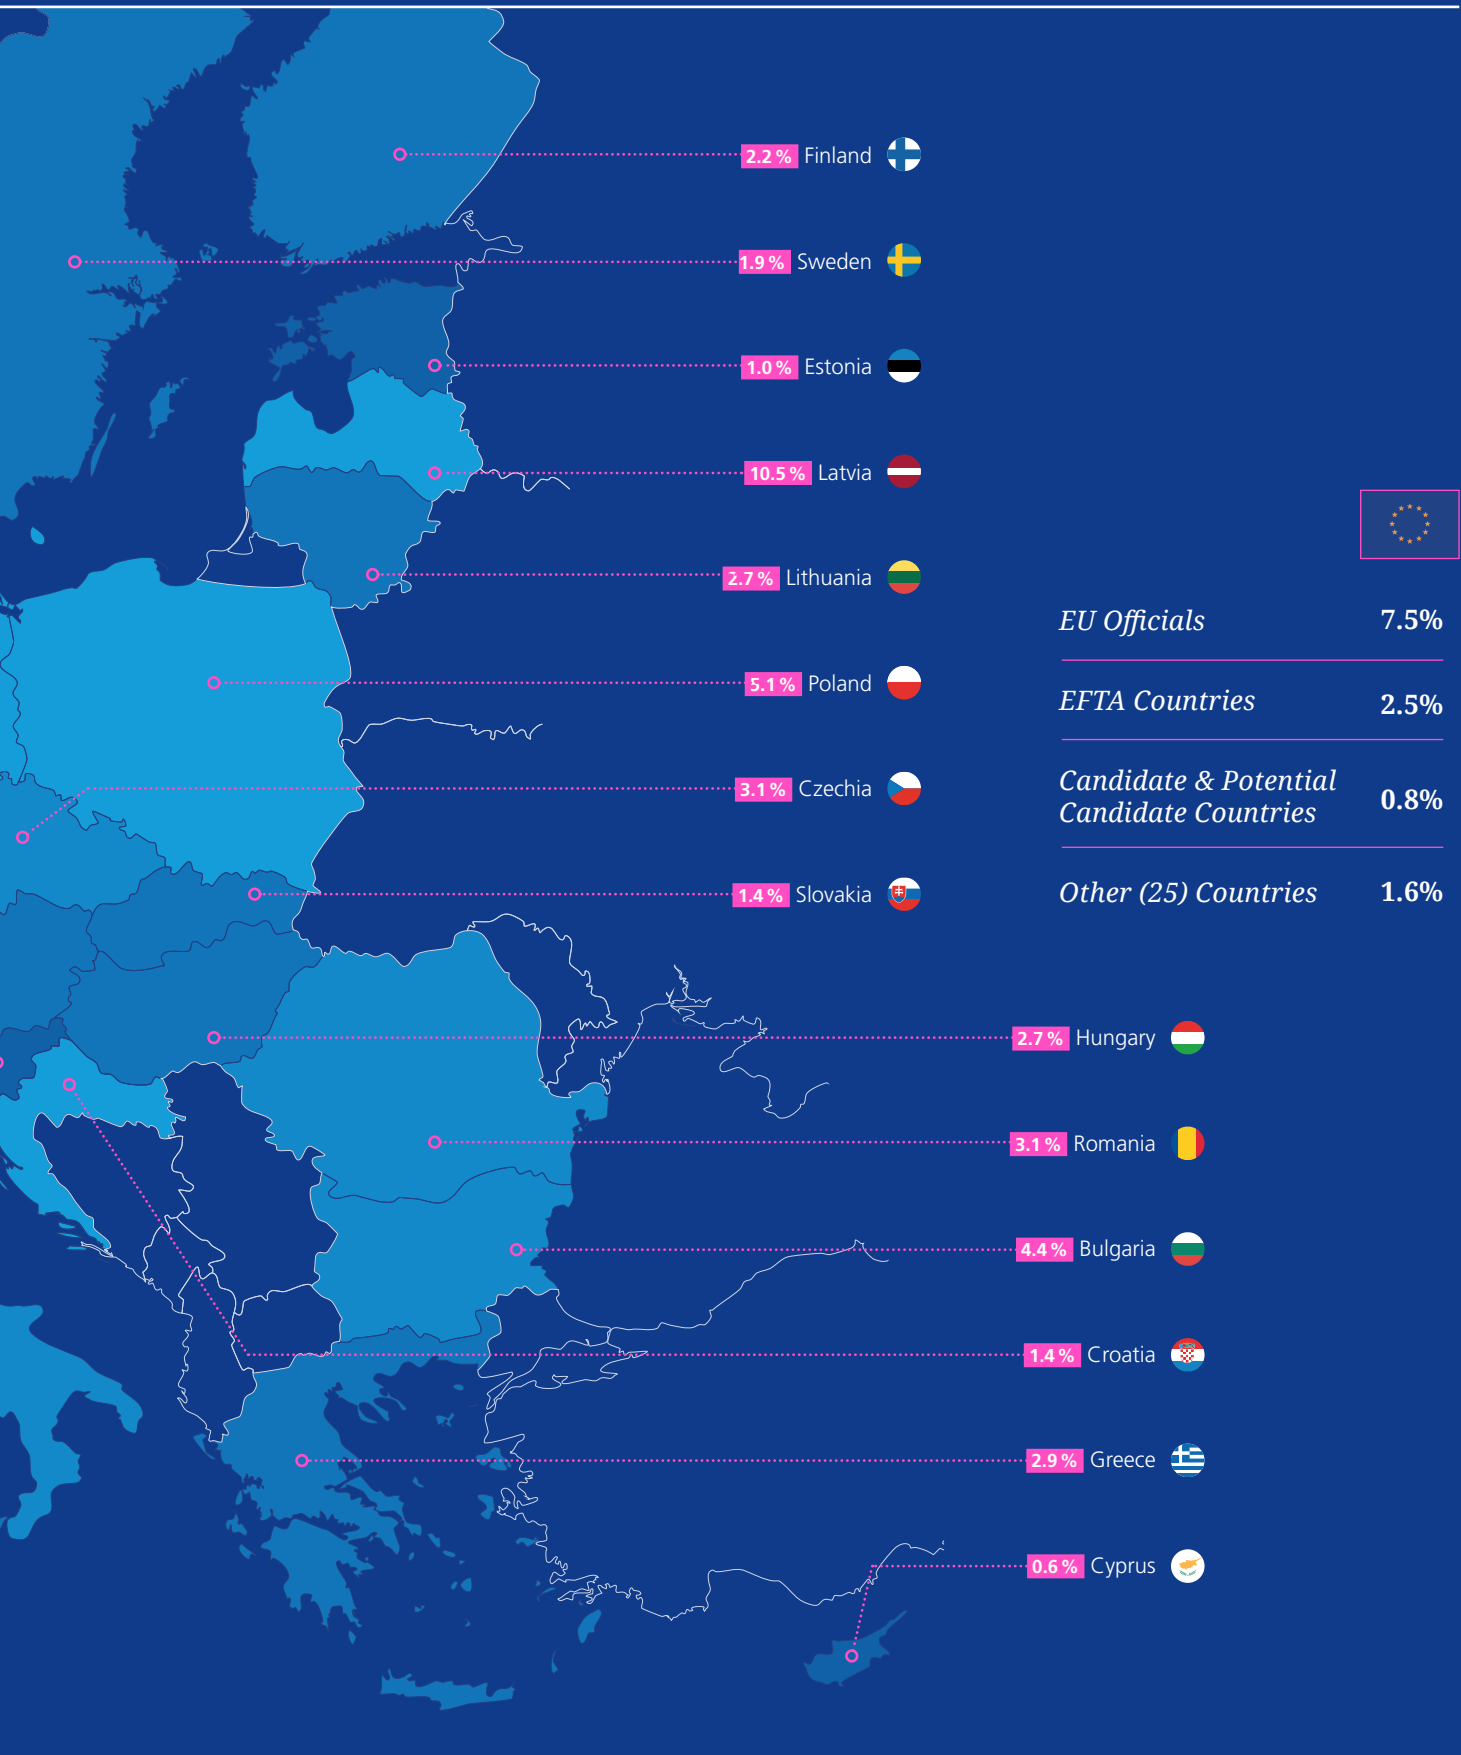 2.2 % Finland
1.9 % Sweden
1.0 % Estonia
10.5 % Latvia
2.7 % Lithuania
5.1 % Poland
3.1 % Czechia
1.4 % Slovakia
2.7 % Hungary
3.1 % Romania
4.4 % Bulgaria
1.4 % Croatia
2.9 % Greece
0.6 % Cyprus
EU Officials 7.5%
EFTA Countries 2.5%
Candidate & Potential
Candidate Countries 0.8%
Other (25) Countries 1.6%